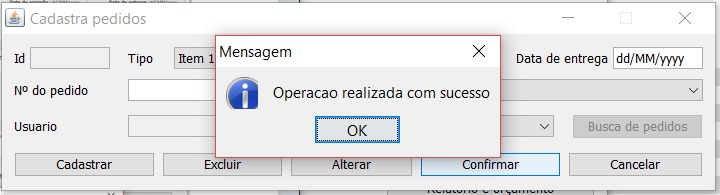 Cadastra pedidos
Mensagem
Id
Tipo
Item 1
Data de entrega
dd/MM/yyyy
Operacao realizada com sucesso
Nº do pedido
OK
Usuario
Busca de pedidos
Cadastrar
Excluir
Alterar
Confirmar
Cancelar